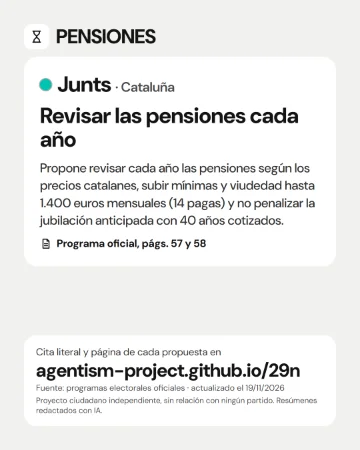 PENSIONES
Junts · Cataluña
Revisar las pensiones cada
año
Propone revisar cada año las pensiones según los
precios catalanes, subir mínimas y viudedad hasta
1.400 euros mensuales (14 pagas) y no penalizar la
jubilación anticipada con 40 años cotizados.
Programa oficial, págs. 57 y 58
Cita literal y página de cada propuesta en
agentism-project.github.io/29n
Fuente: programas electorales oficiales · actualizado el 19/11/2026
Proyecto ciudadano independiente, sin relación con ningún partido. Resúmenes
redactados con IA.